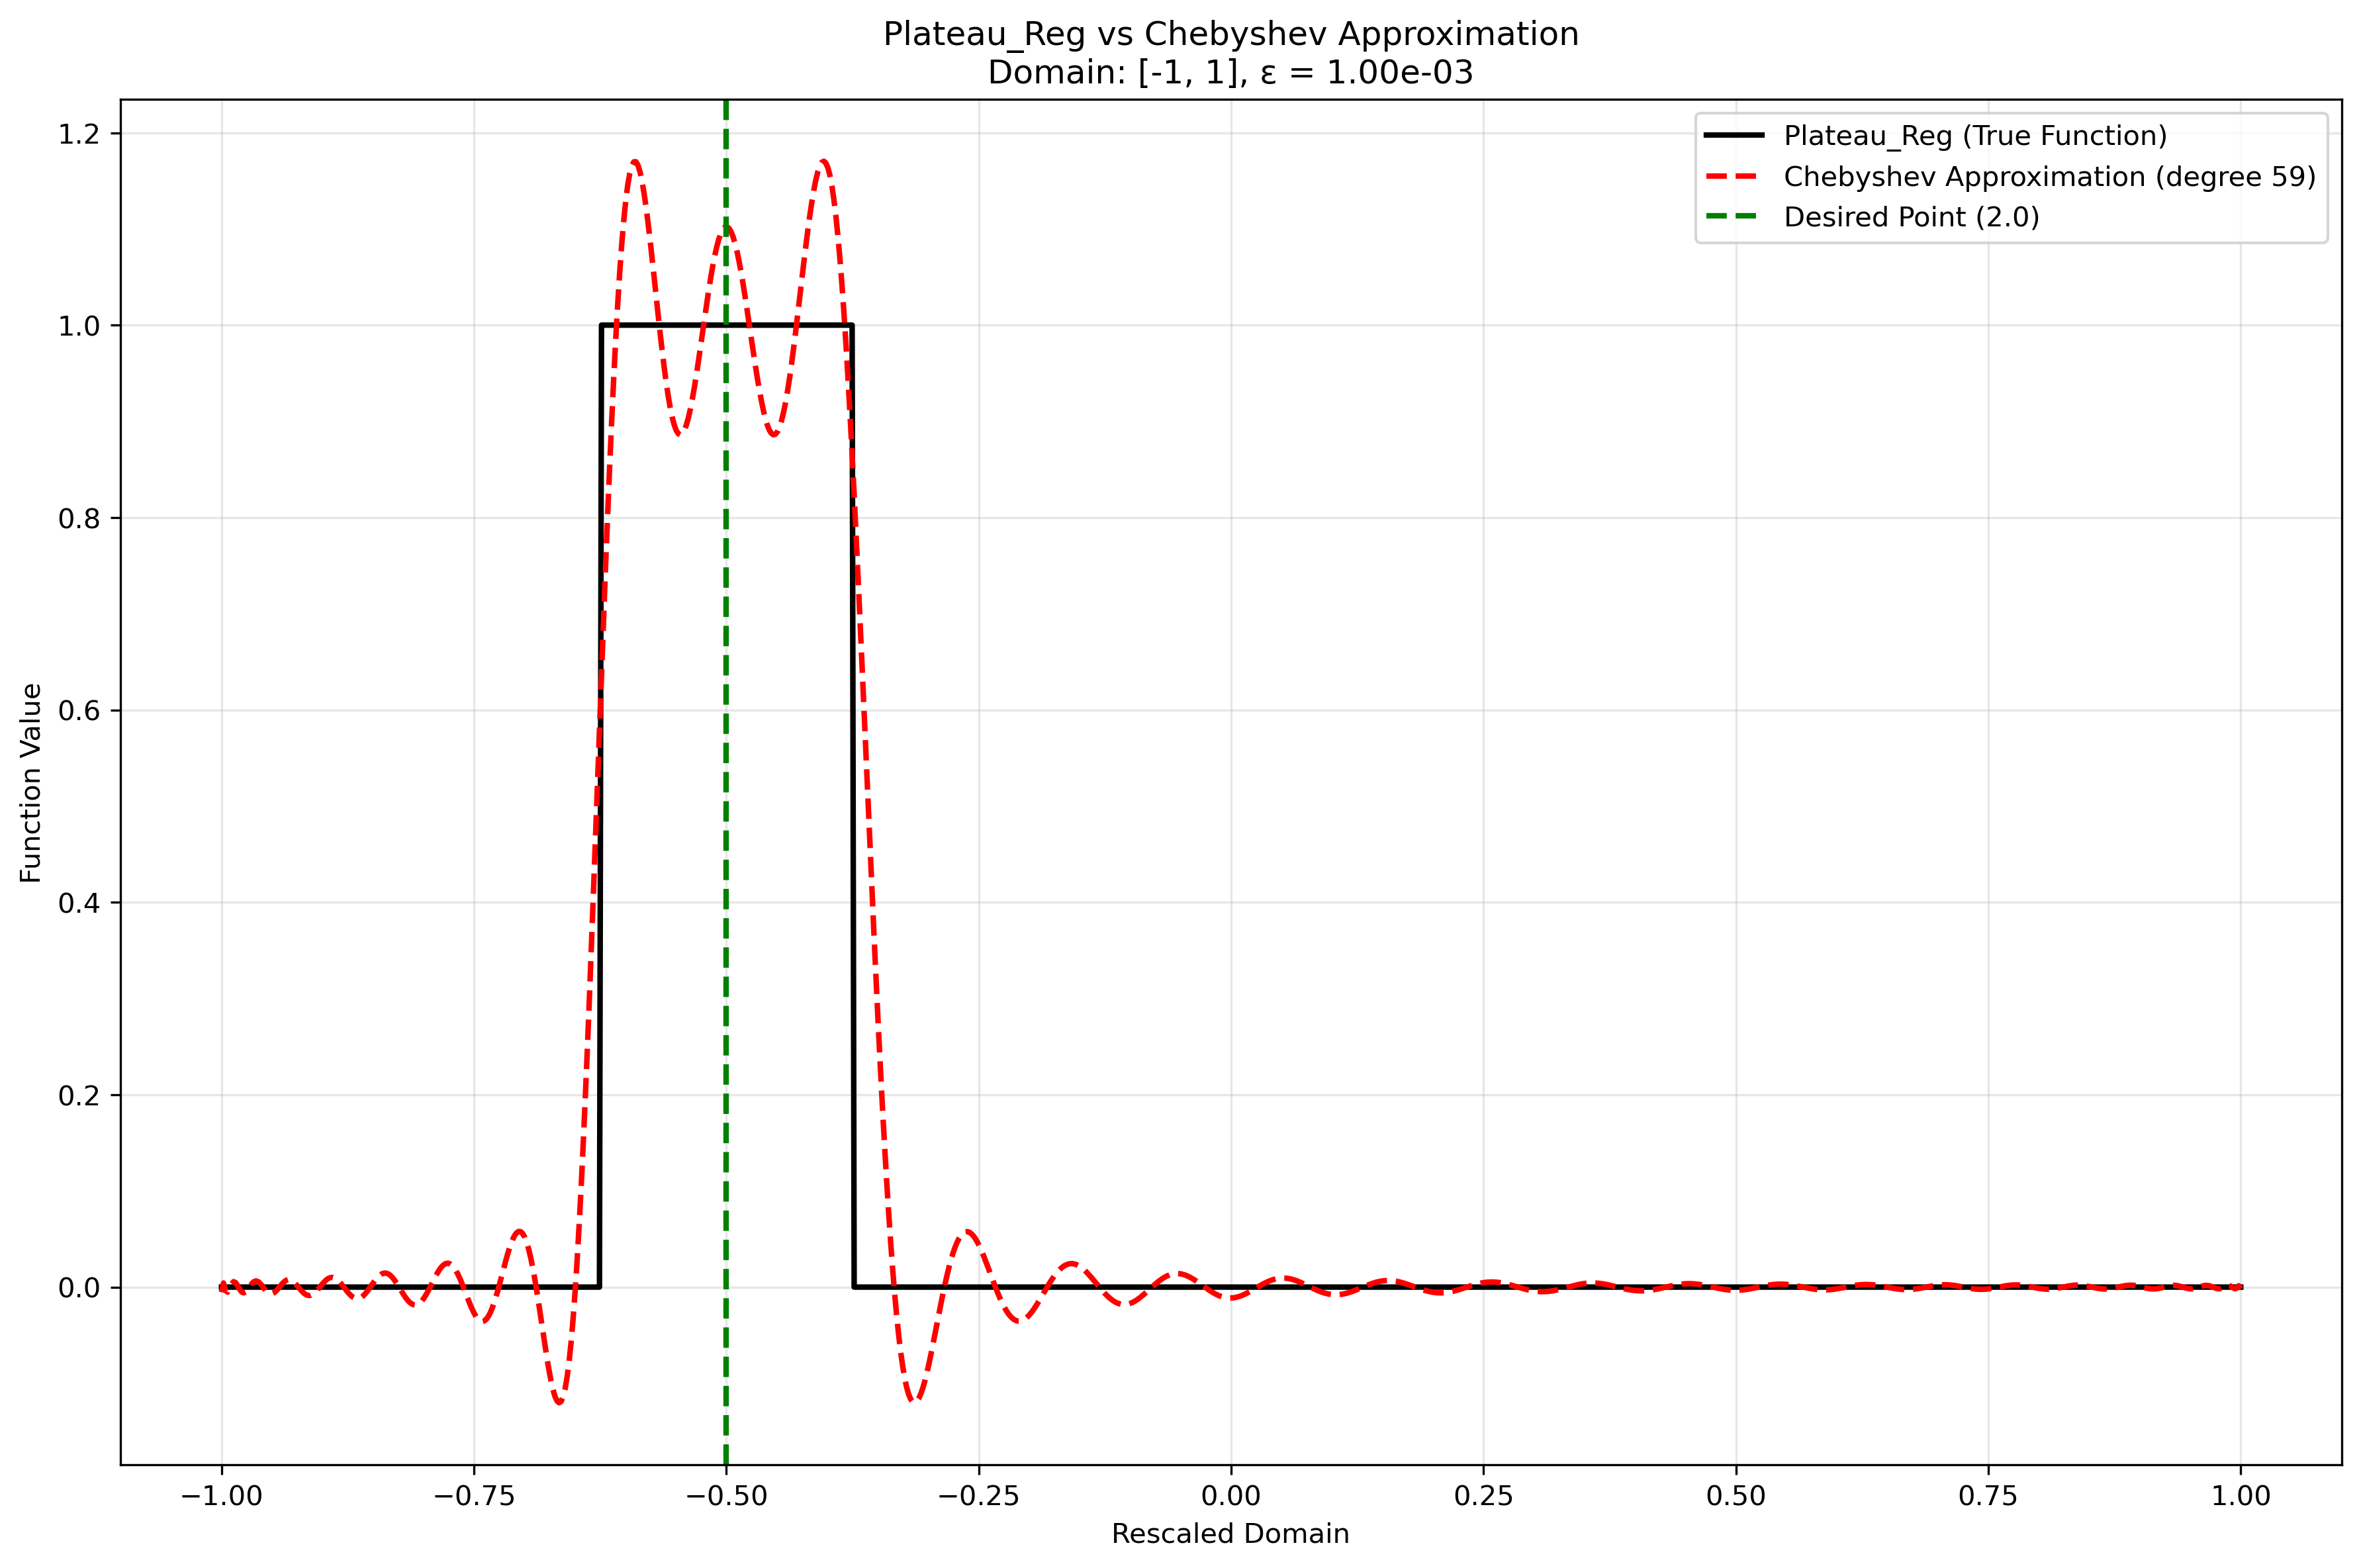 Plateau_Reg vs Chebyshev Approximation
Domain: [-1, 1], ε = 1.00e-03
Plateau_Reg (True Function)
Chebyshev Approximation (degree 59)
Desired Point (2.0)
Function Value
1.2
1.0
0.8
0.6
0.4
0.2
0.0
−1.00 −0.75 −0.50 −0.25 0.00 0.25 0.50 0.75 1.00
Rescaled Domain